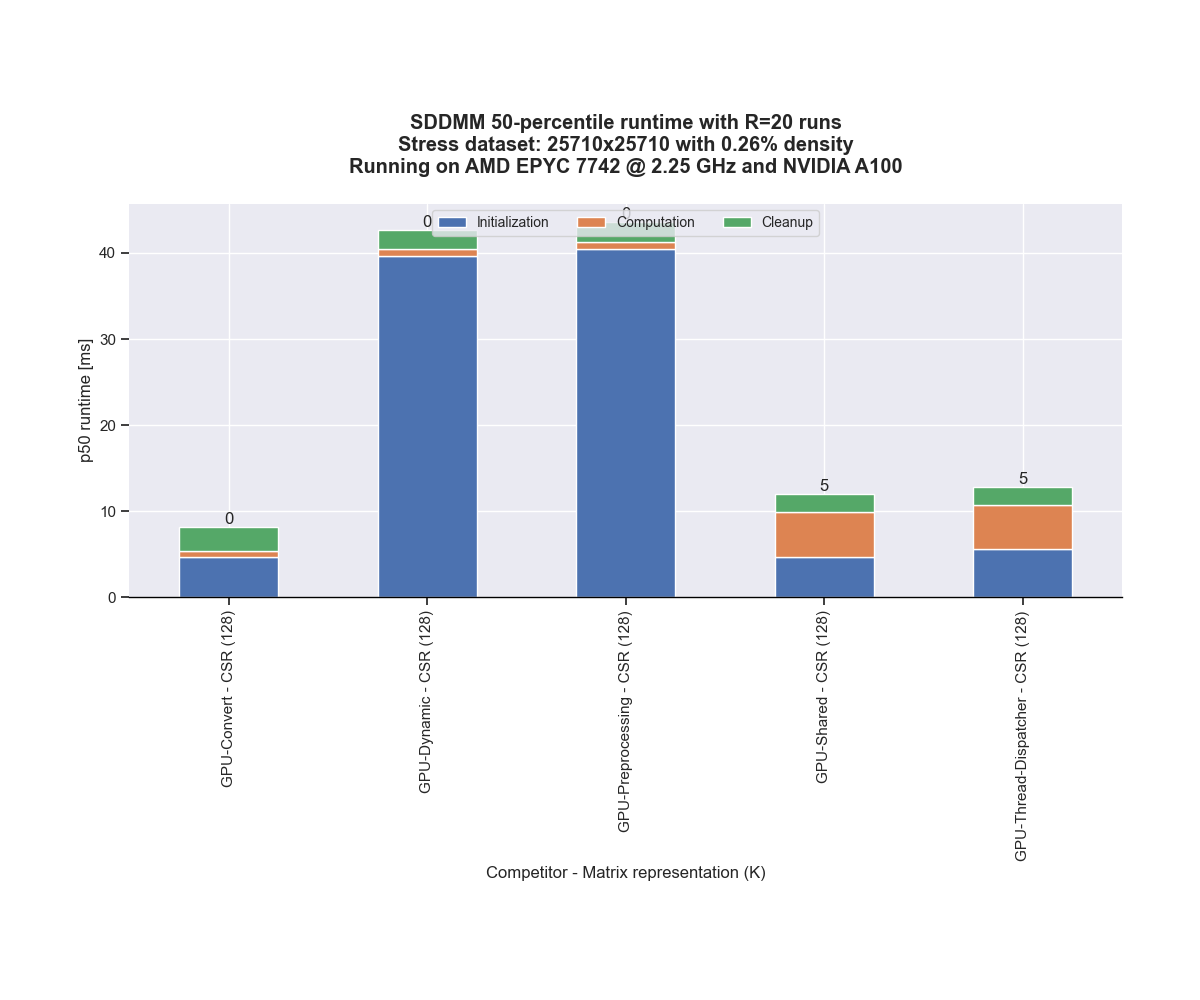 SDDMM 50-percentile runtime with R=20 runs
Stress dataset: 25710x25710 with 0.26% density
Running on AMD EPYC 7742 @ 2.25 GHz and NVIDIA A100
Initialization
Computation
Cleanup
p50 runtime [ms]
40
30
20
10
0
0
0
0
5
5
GPU-Convert - CSR (128)
GPU-Dynamic - CSR (128)
GPU-Preprocessing - CSR (128)
GPU-Shared - CSR (128)
GPU-Thread-Dispatcher - CSR (128)
Competitor - Matrix representation (K)